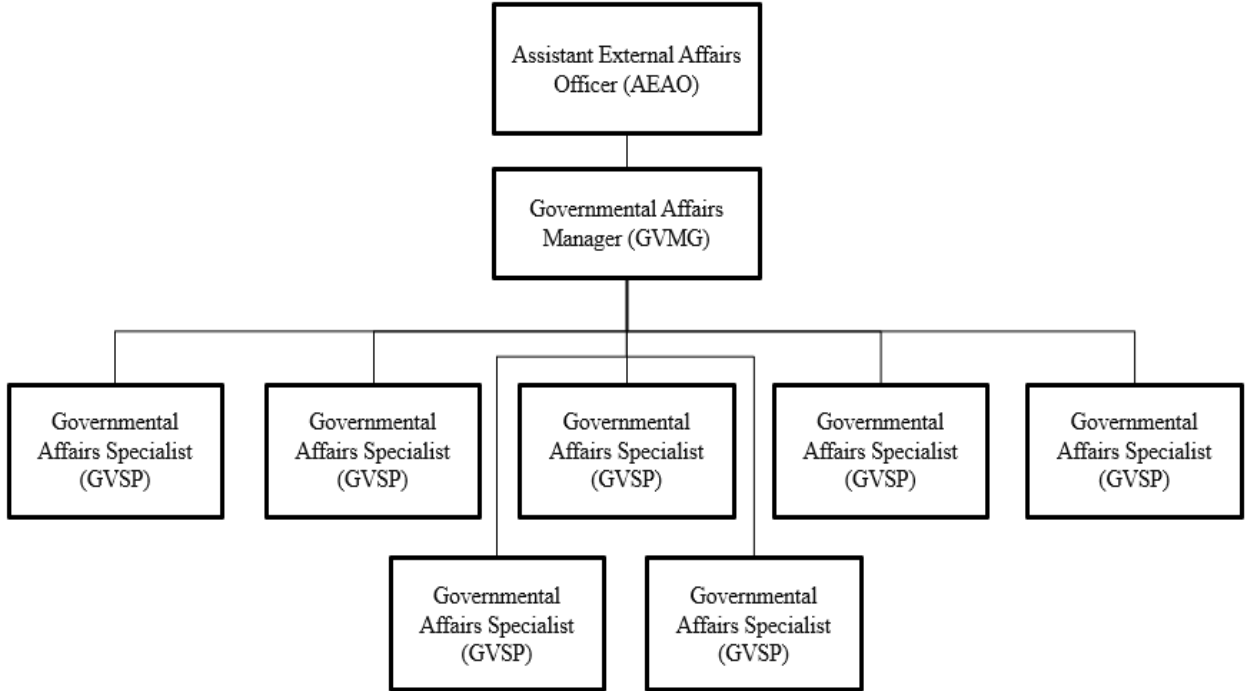 Assistant External Affairs
Officer (AEAO)
Governmental Affairs
Manager (GVMG)
Governmental
Affairs Specialist
(GVSP)
Governmental
Affairs Specialist
(GVSP)
Governmental
Affairs Specialist
(GVSP)
Governmental
Affairs Specialist
(GVSP)
Governmental
Affairs Specialist
(GVSP)
Governmental
Affairs Specialist
(GVSP)
Governmental
Affairs Specialist
(GVSP)